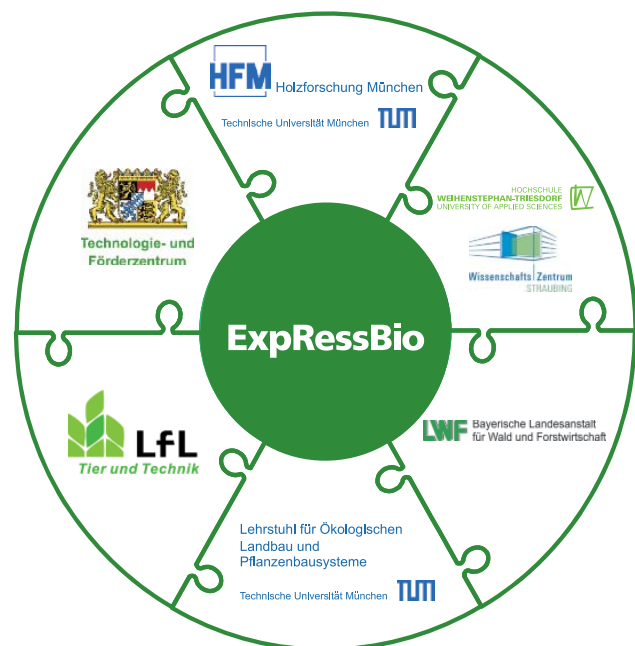 HFM Holzforschung München
Technische Universität München TUM
HOCHSCHULE
WEIHENSTEPHAN-TRIESDORF
UNIVERSITY OF APPLIED SCIENCES
Wissenschafts Zentrum
STRAUBING
Technologie- und
Förderzentrum
ExpRessBio
LfL
Tier und Technik
LWF Bayerische Landesanstalt
für Wald und Forstwirtschaft
Lehrstuhl für Ökologischen
Landbau und
Pflanzenbausysteme
Technische Universität München TUM